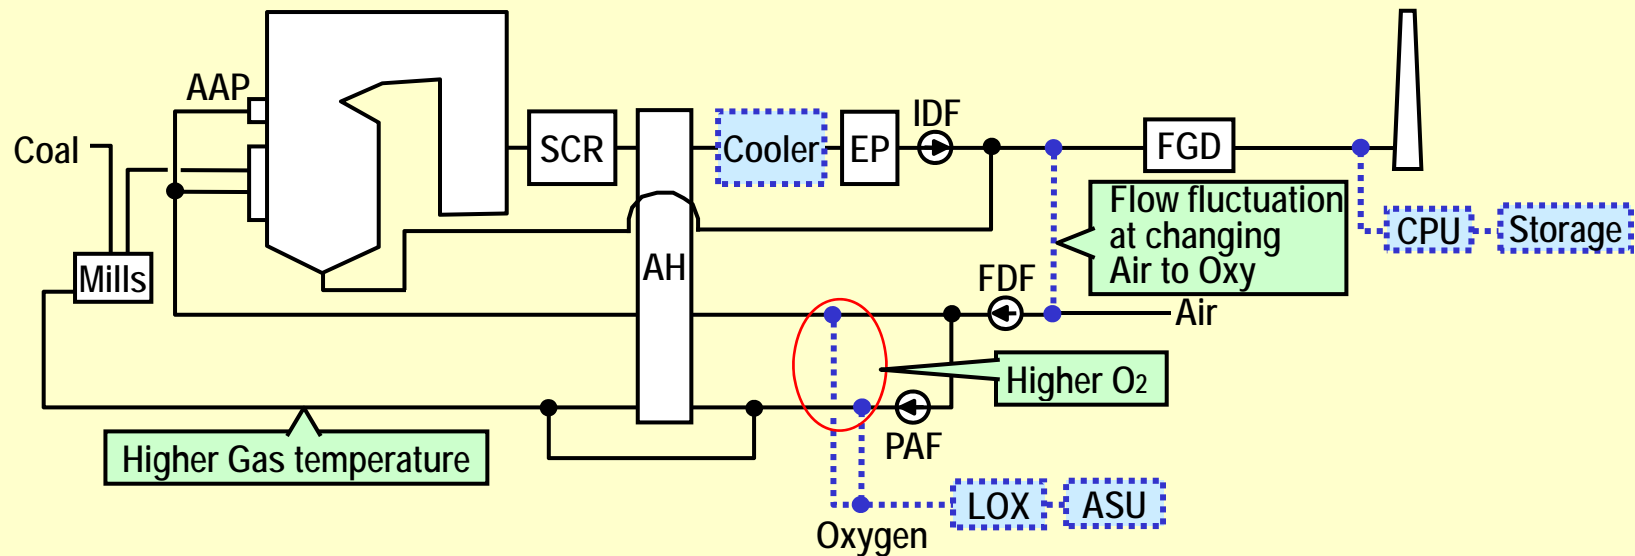 AAP
Coal
Mills
SCR
AH
Cooler
EP
IDF
FGD
CPU
Storage
Flow fluctuation
at changing
Air to Oxy
FDF
Air
Higher O2
PAF
Higher Gas temperature
LOX
ASU
Oxygen